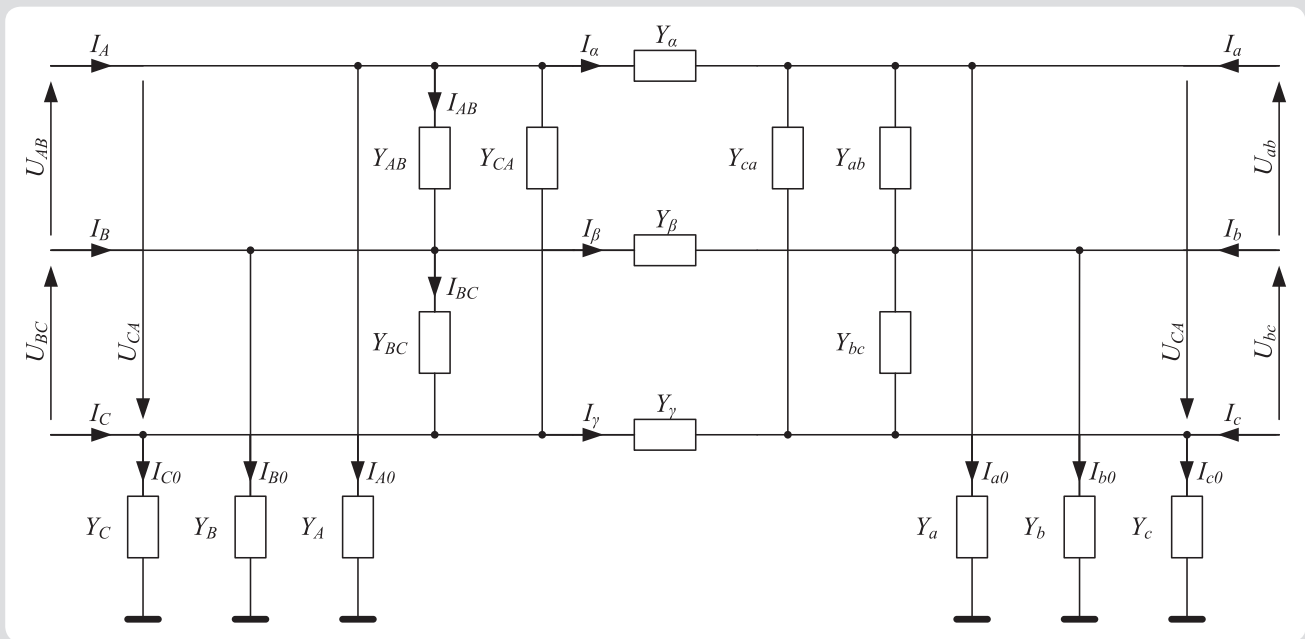 I_A I_α Y_α I_a
I_AB
U_AB Y_AB Y_CA Y_ca Y_ab U_ab
I_B I_β Y_β I_b
I_BC
U_BC U_CA Y_BC Y_bc U_CA U_bc
I_C I_γ Y_γ I_c
I_C0 I_B0 I_A0 I_a0 I_b0 I_c0
Y_C Y_B Y_A Y_a Y_b Y_c